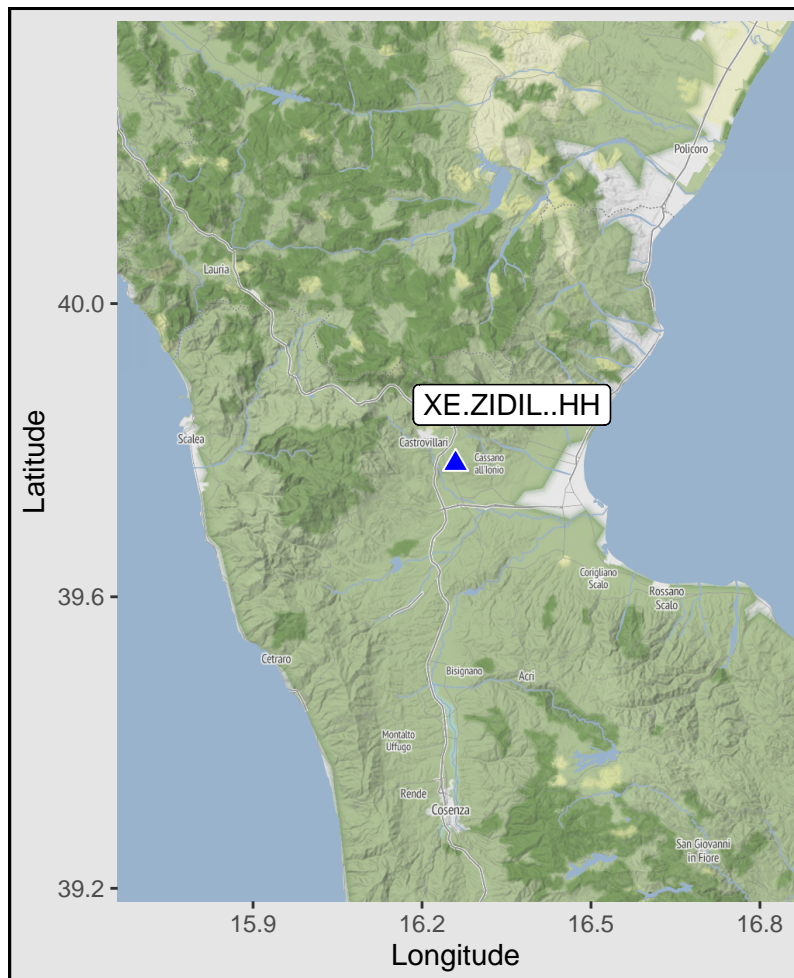 Policoro
Lauria
40.0
XE.ZIDIL..HH
Scalea
Castrovillari
Cassano
all'Ionio
Latitude
Corigliano
Scalo
Rossano
Scalo
39.6
Cetraro
Bisignano
Acri
Montalto
Uffugo
Rende
Cosenza
San Giovanni
in Fiore
39.2
15.9
16.2
16.5
16.8
Longitude